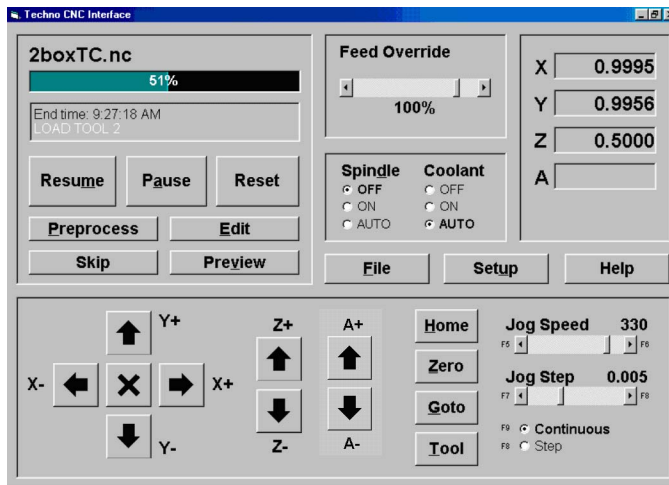 Techno CNC Interface
2boxTC.nc
51%
End time: 9:27:18 AM
LOAD TOOL 2
Resume Pause Reset
Preprocess Edit
Skip Preview
Feed Override
100%
Spindle Coolant
OFF OFF
ON ON
AUTO AUTO
X 0.9995
Y 0.9956
Z 0.5000
A
File Setup Help
Y+
X- X+
Y-
Z+ A+
Z- A-
Home
Zero
Goto
Tool
Jog Speed 330
F5 F6
Jog Step 0.005
F7 F8
F9 Continuous
F8 Step